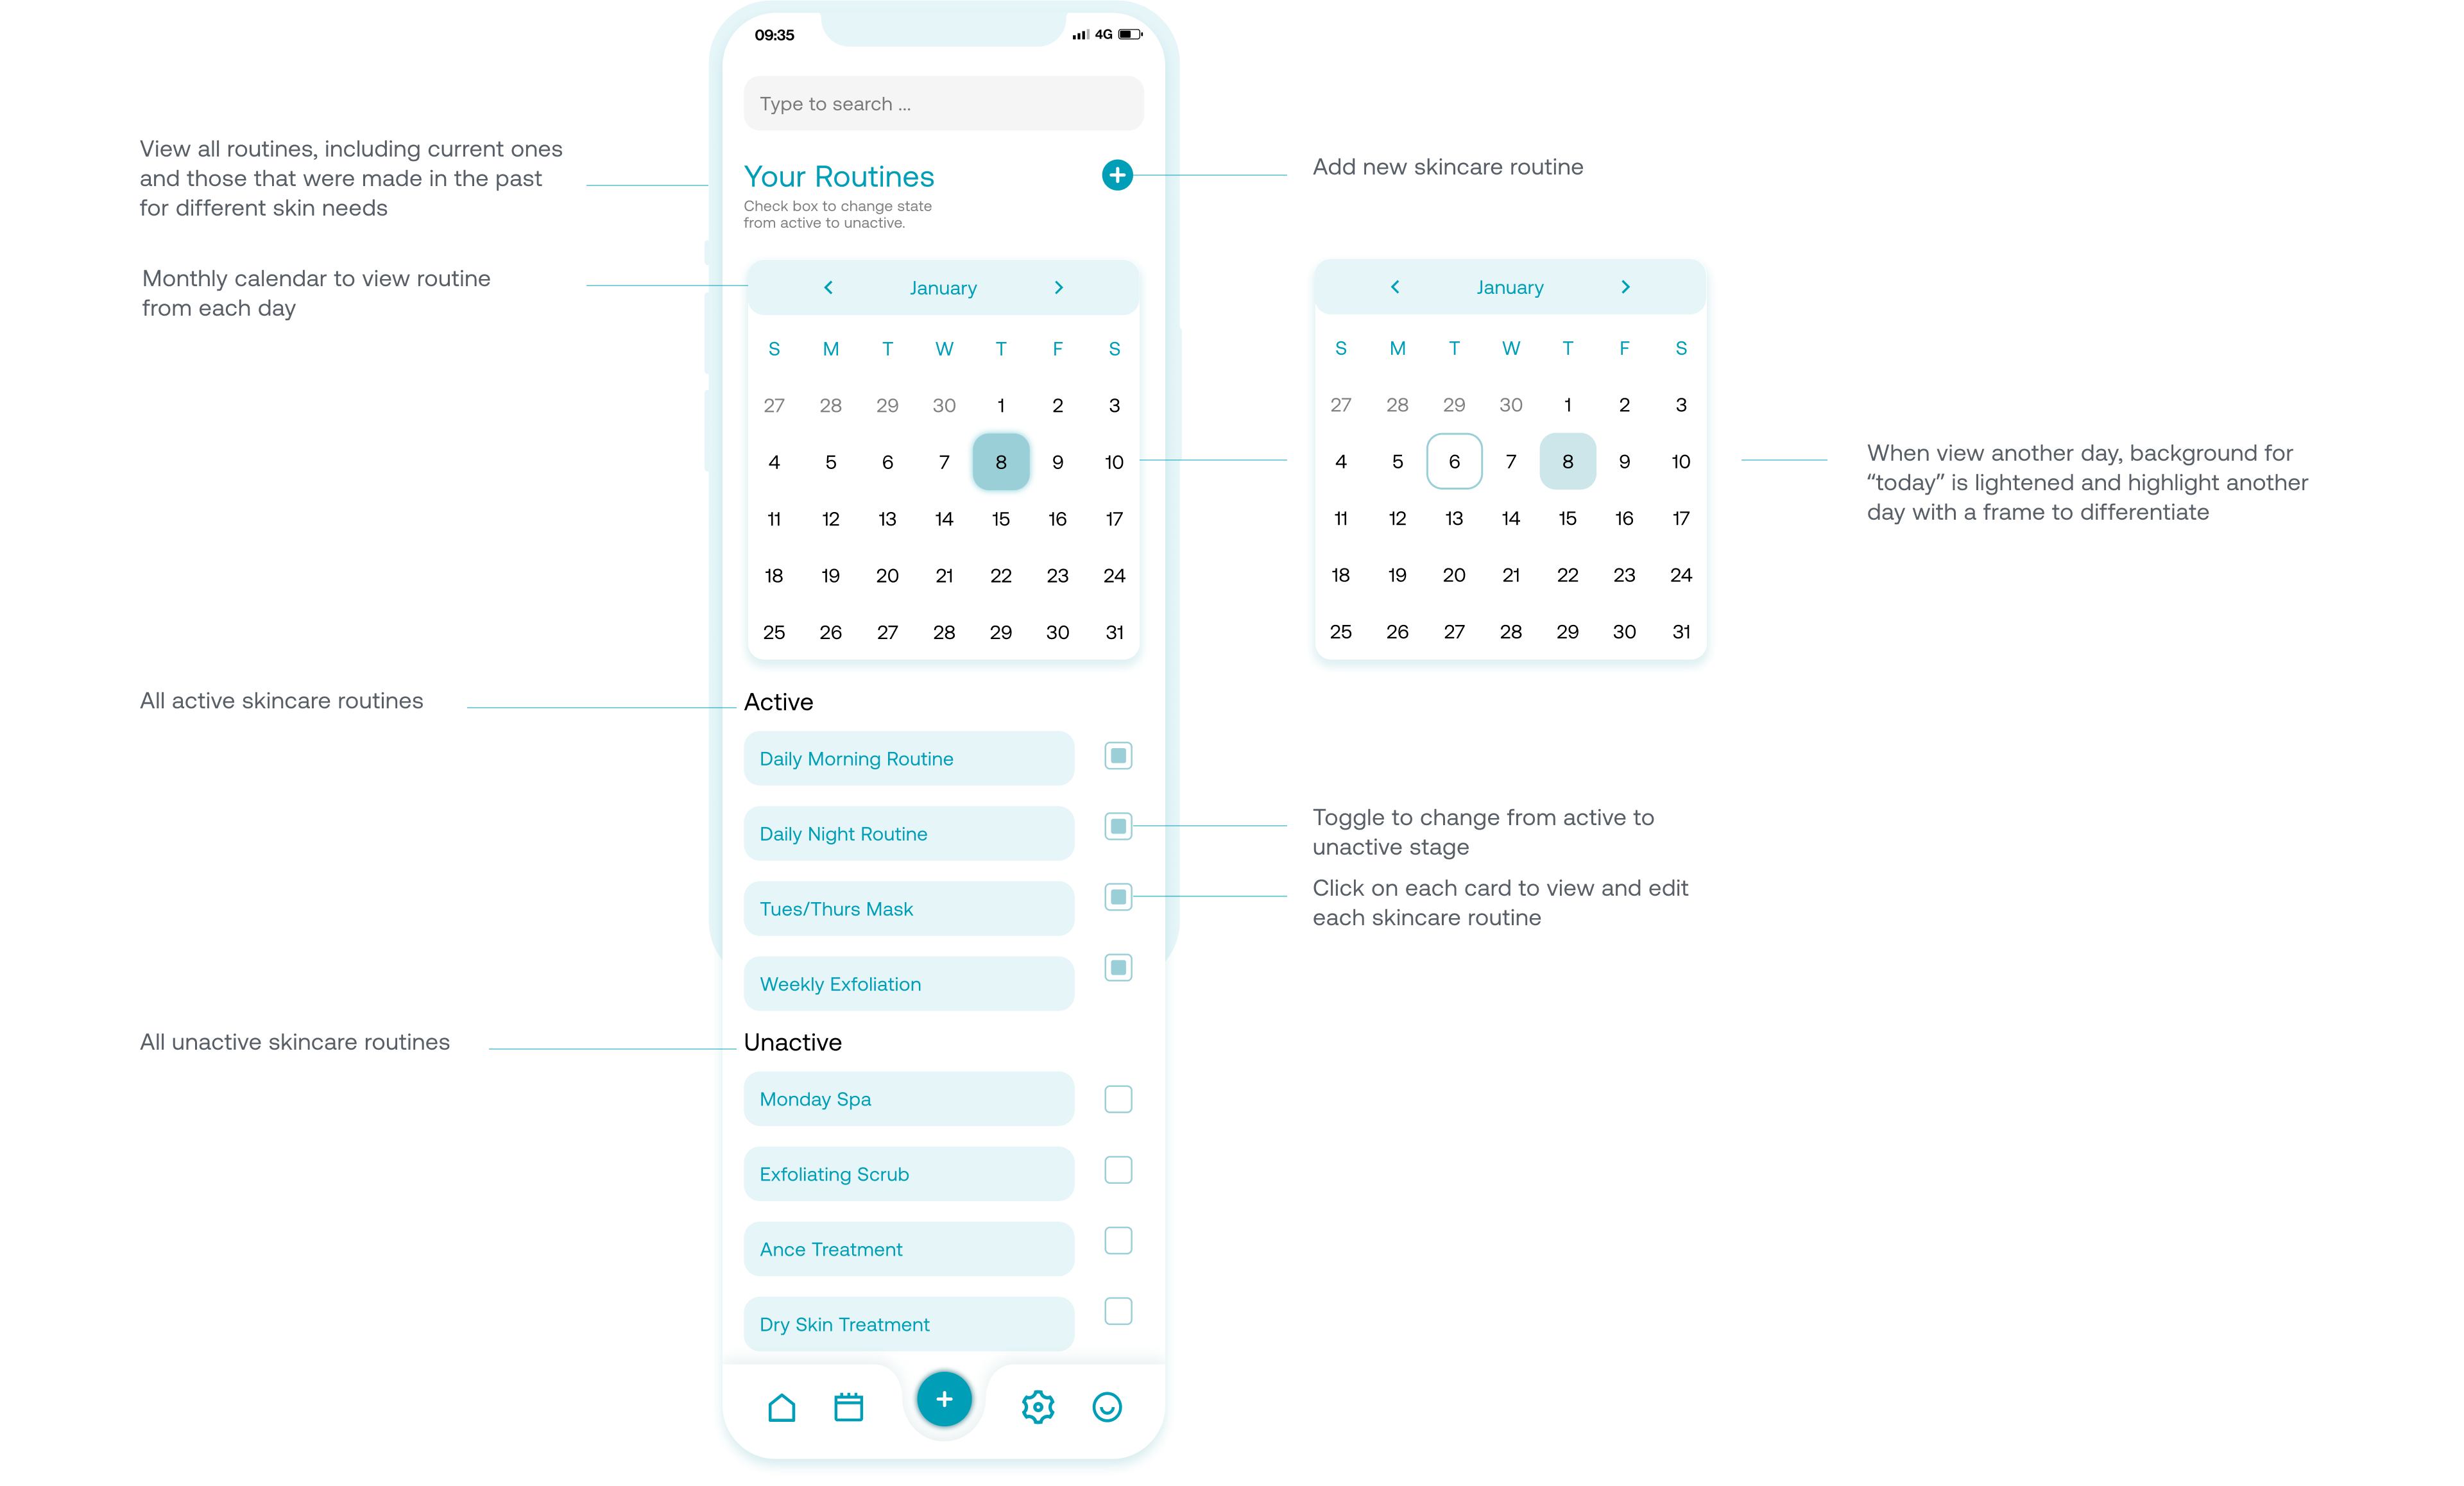 09:35
4G
Type to search ...
View all routines, including current ones
and those that were made in the past
for different skin needs
Your Routines
Check box to change state
from active to unactive.
Add new skincare routine
Monthly calendar to view routine
from each day
January
S M T W T F S
27 28 29 30 1 2 3
4 5 6 7 8 9 10
11 12 13 14 15 16 17
18 19 20 21 22 23 24
25 26 27 28 29 30 31
January
S M T W T F S
27 28 29 30 1 2 3
4 5 6 7 8 9 10
11 12 13 14 15 16 17
18 19 20 21 22 23 24
25 26 27 28 29 30 31
When view another day, background for
“today” is lightened and highlight another
day with a frame to differentiate
All active skincare routines
Active
Daily Morning Routine
Daily Night Routine
Tues/Thurs Mask
Weekly Exfoliation
Toggle to change from active to
unactive stage
Click on each card to view and edit
each skincare routine
All unactive skincare routines
Unactive
Monday Spa
Exfoliating Scrub
Ance Treatment
Dry Skin Treatment